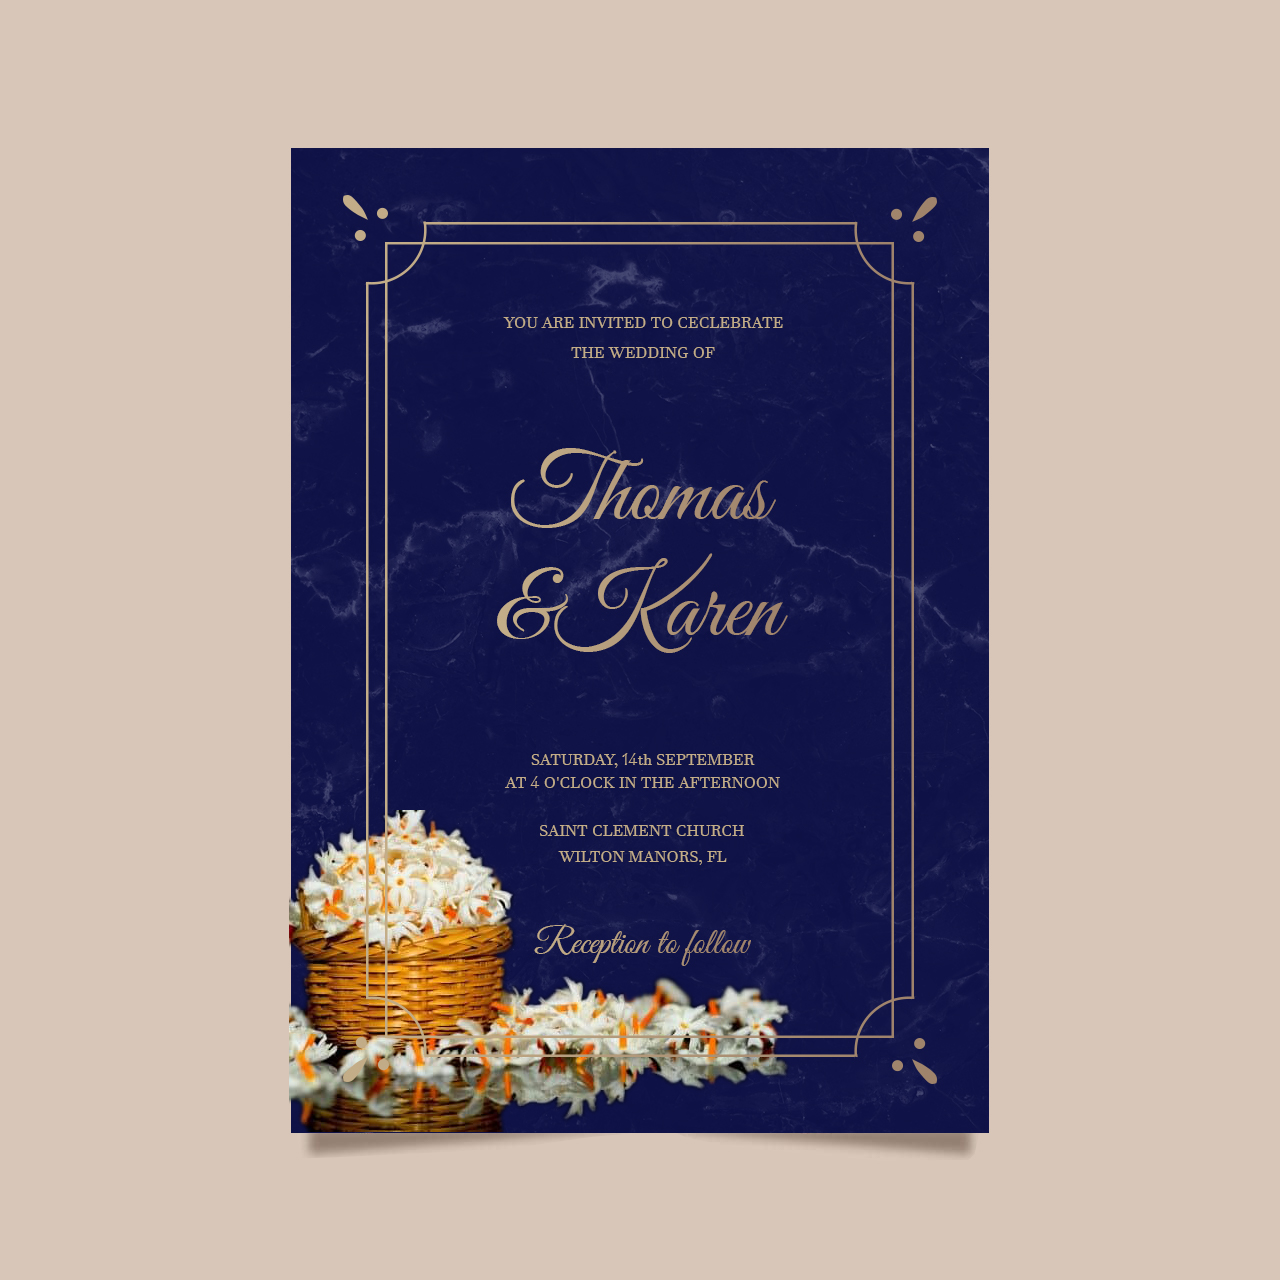 YOU ARE INVITED TO CECLEBRATE
THE WEDDING OF
Thomas
& Karen
SATURDAY, 14th SEPTEMBER
AT 4 O'CLOCK IN THE AFTERNOON
SAINT CLEMENT CHURCH
WILTON MANORS, FL
Reception to follow